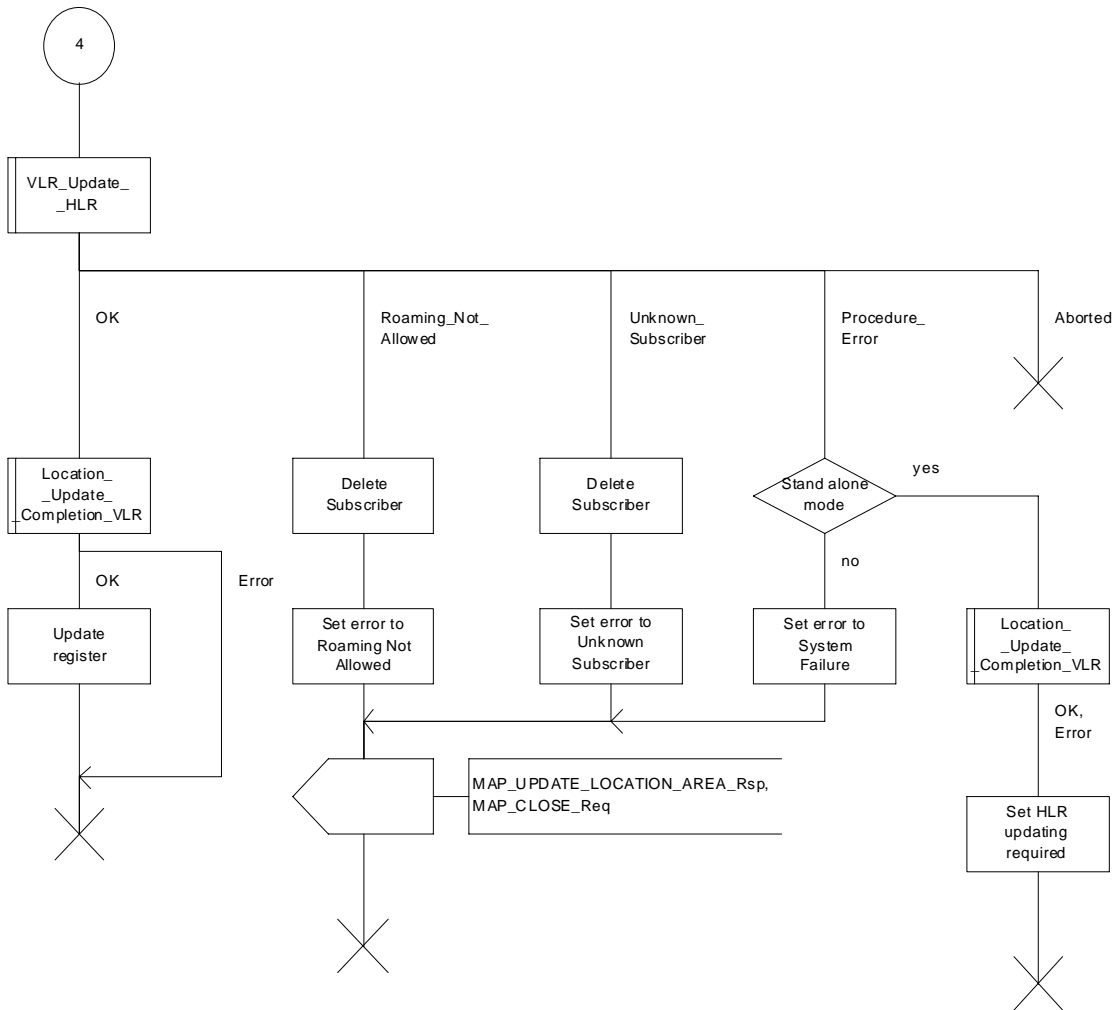 4
VLR_Update_
_HLR
OK
Roaming_Not_
Allowed
Unknown_
Subscriber
Procedure_
Error
Aborted
Location_
_Update_
_Completion_VLR
Delete
Subscriber
Delete
Subscriber
Stand alone
mode
yes
no
OK
Error
Update
register
Set error to
Roaming Not
Allowed
Set error to
Unknown
Subscriber
Set error to
System
Failure
Location_
_Update_
_Completion_VLR
OK,
Error
MAP_UPDATE_LOCATION_AREA_Rsp,
MAP_CLOSE_Req
Set HLR
updating
required